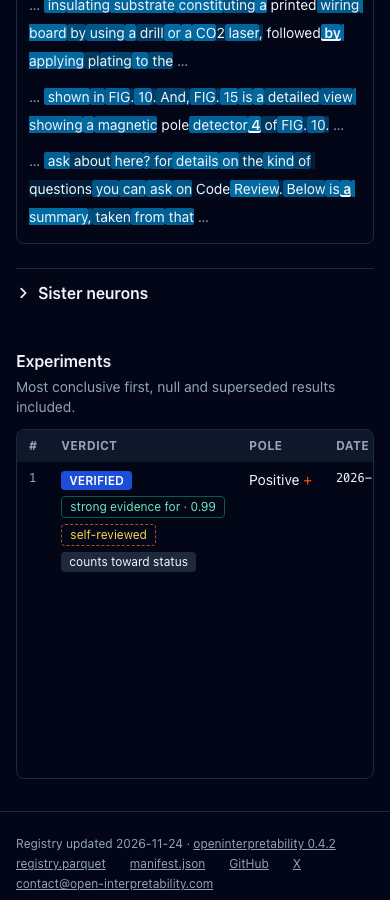 ... insulating substrate constituting a printed wiring
board by using a drill or a CO2 laser, followed by
applying plating to the ...
... shown in FIG. 10. And, FIG. 15 is a detailed view
showing a magnetic pole detector 4 of FIG. 10. ...
... ask about here? for details on the kind of
questions you can ask on Code Review. Below is a
summary, taken from that ...
Sister neurons
Experiments
Most conclusive first, null and superseded results
included.
# VERDICT POLE DATE
1 VERIFIED Positive + 2026-
strong evidence for · 0.99
self-reviewed
counts toward status
Registry updated 2026-11-24 · openinterpretability 0.4.2
registry.parquet manifest.json GitHub X
contact@open-interpretability.com